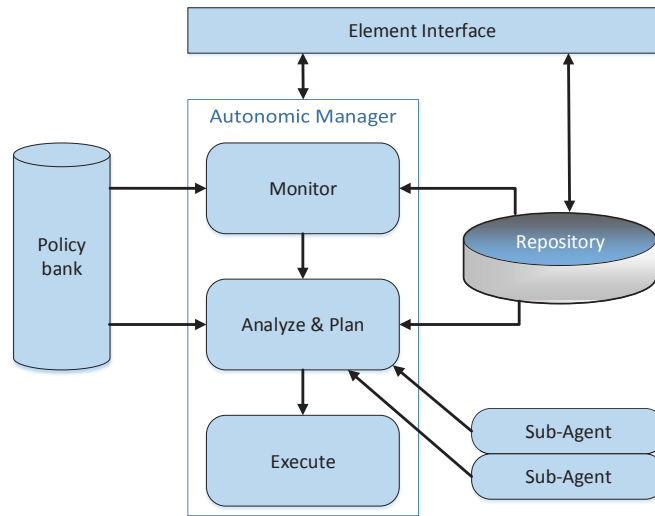 Element Interface
Autonomic Manager
Monitor
Policy
bank
Repository
Analyze & Plan
Sub-Agent
Execute
Sub-Agent